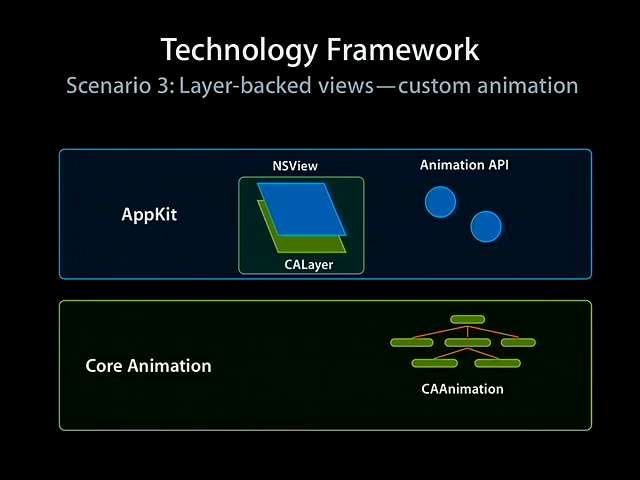 Technology Framework
Scenario 3: Layer-backed views—custom animation
NSView
Animation API
AppKit
CALayer
Core Animation
CAAnimation